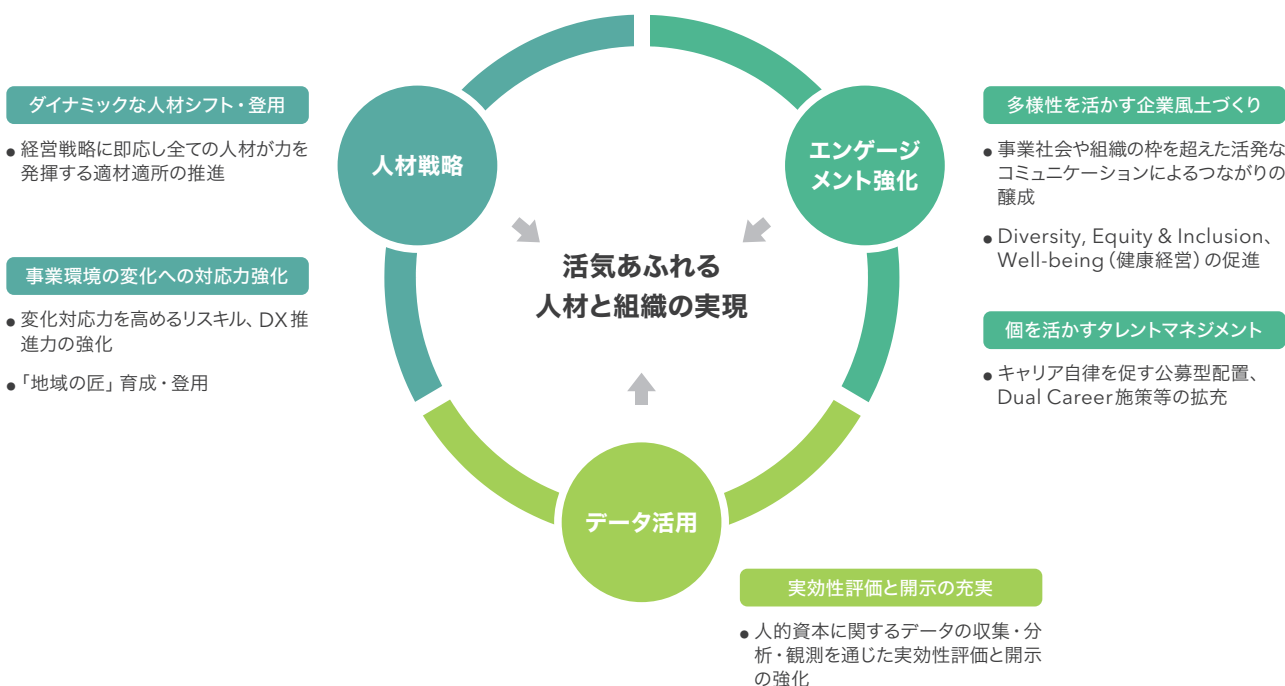 ダイナミックな人材シフト・登用
● 経営戦略に即応し全ての人材が力を
発揮する適材適所の推進
事業環境の変化への対応力強化
● 変化対応力を高めるリスキル、DX推
進力の強化
● 「地域の匠」育成・登用
人材戦略
エンゲージ
メント強化
活気あふれる
人材と組織の実現
データ活用
多様性を活かす企業風土づくり
● 事業社会や組織の枠を超えた活発な
コミュニケーションによるつながりの
醸成
● Diversity, Equity & Inclusion、
Well-being(健康経営)の促進
個を活かすタレントマネジメント
● キャリア自律を促す公募型配置、
Dual Career施策等の拡充
実効性評価と開示の充実
● 人的資本に関するデータの収集・分
析・観測を通じた実効性評価と開示
の強化